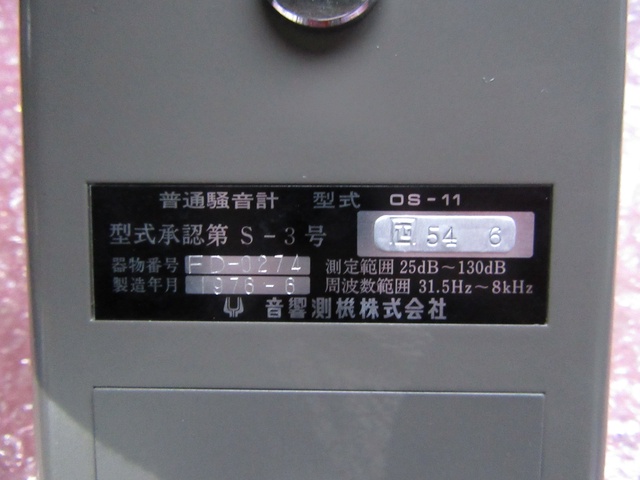 普通騒音計 型式 OS-11
型式承認第 S-3号
正 54 6
器物番号 FD-0274 測定範囲 25dB~130dB
製造年月 1976-6 周波数範囲 31.5Hz~8kHz
音響測機株式会社